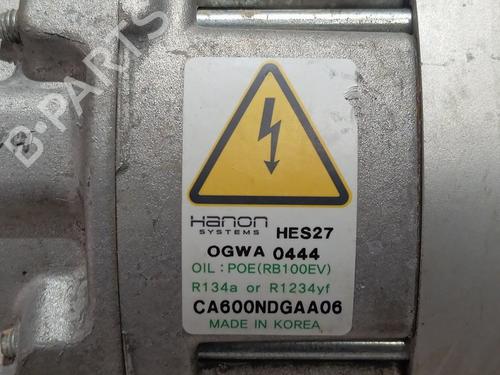 B-PARTS
hanon
SYSTEMS
HES27
OGWA 0444
OIL : POE(RB100EV)
R134a or R1234yf
CA600NDGAA06
MADE IN KOREA